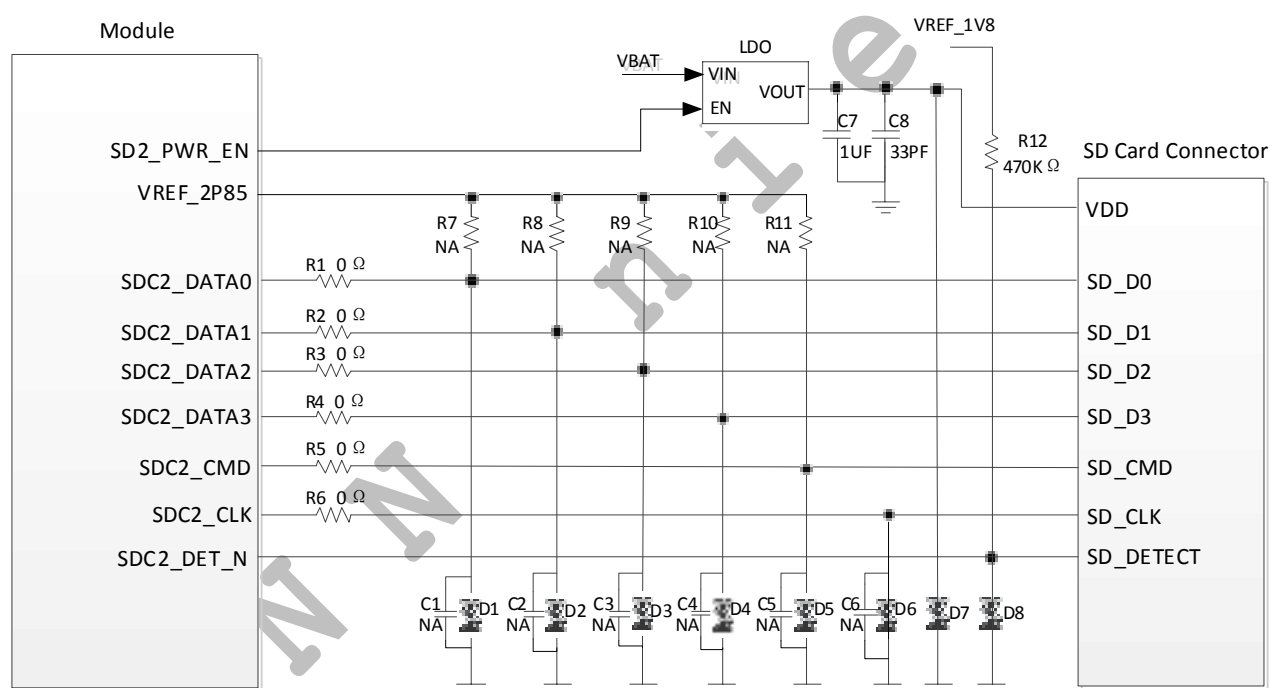 Module
VREF_1V8
LDO
VBAT
VIN
VOUT
EN
C7
C8
1UF
33PF
R12
470K Ω
SD Card Connector
SD2_PWR_EN
VREF_2P85
VDD
R7
R8
R9
R10
R11
NA
NA
NA
NA
NA
SDC2_DATA0
R1 0 Ω
SD_D0
SDC2_DATA1
R2 0 Ω
SD_D1
SDC2_DATA2
R3 0 Ω
SD_D2
SDC2_DATA3
R4 0 Ω
SD_D3
SDC2_CMD
R5 0 Ω
SD_CMD
SDC2_CLK
R6 0 Ω
SD_CLK
SDC2_DET_N
SD_DETECT
C1
D1
C2
D2
C3
D3
C4
D4
C5
D5
C6
D6
D7
D8
NA
NA
NA
NA
NA
NA
N N n i e